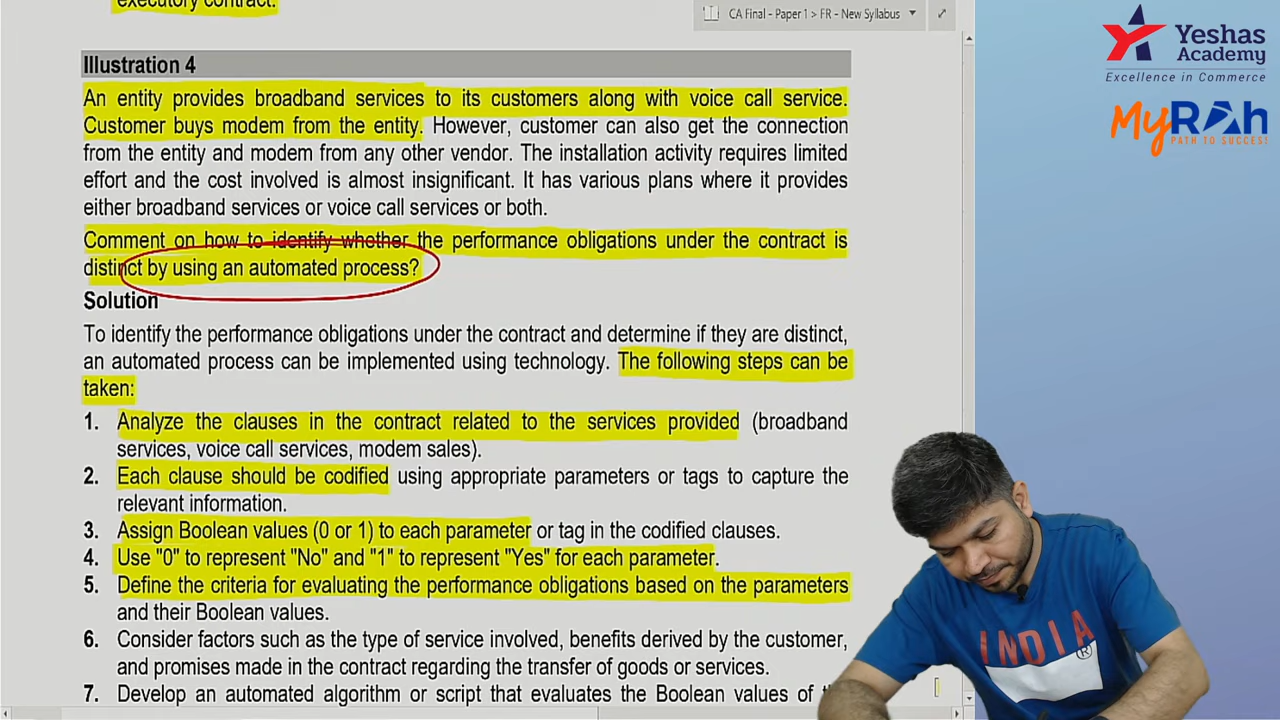 executory contract.
CA Final - Paper 1 > FR - New Syllabus
Yeshas
Academy
Excellence in Commerce
MyRAh
PATH TO SUCCESS
Illustration 4
An entity provides broadband services to its customers along with voice call service.
Customer buys modem from the entity. However, customer can also get the connection
from the entity and modem from any other vendor. The installation activity requires limited
effort and the cost involved is almost insignificant. It has various plans where it provides
either broadband services or voice call services or both.
Comment on how to identify whether the performance obligations under the contract is
distinct by using an automated process?
Solution
To identify the performance obligations under the contract and determine if they are distinct,
an automated process can be implemented using technology. The following steps can be
taken:
1. Analyze the clauses in the contract related to the services provided (broadband
services, voice call services, modem sales).
2. Each clause should be codified using appropriate parameters or tags to capture the
relevant information.
3. Assign Boolean values (0 or 1) to each parameter or tag in the codified clauses.
4. Use "0" to represent "No" and "1" to represent "Yes" for each parameter.
5. Define the criteria for evaluating the performance obligations based on the parameters
and their Boolean values.
6. Consider factors such as the type of service involved, benefits derived by the customer,
and promises made in the contract regarding the transfer of goods or services.
7. Develop an automated algorithm or script that evaluates the Boolean values of
INDIA
®